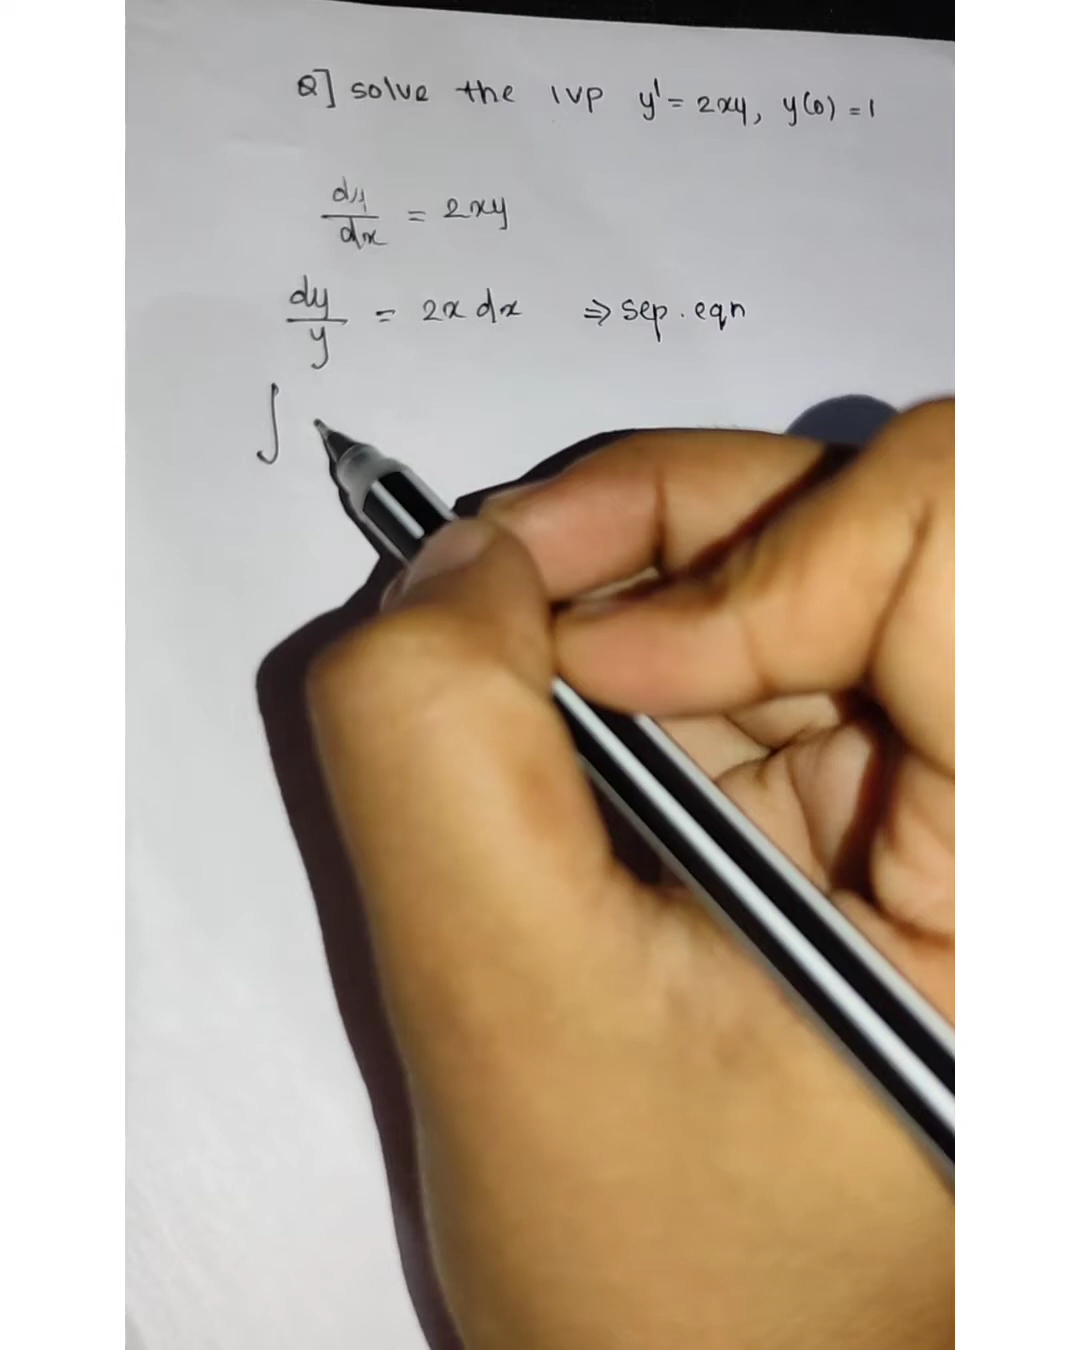 Q] solve the IVP y' = 2xy, y(0) = 1
dy/dx = 2xy
dy/y = 2x dx ⇒ sep. eqn
∫